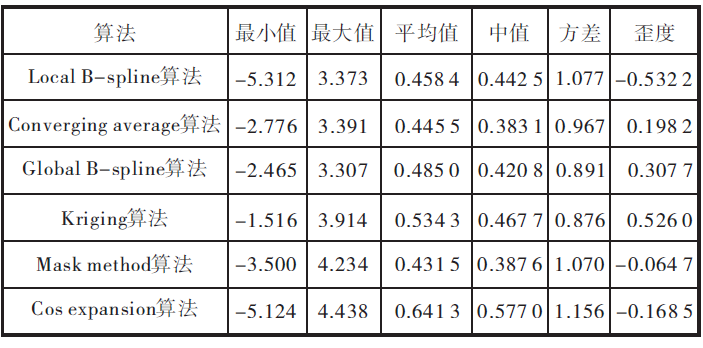 算法 最小值 最大值 平均值 中值 方差 歪度
Local B-spline算法 -5.312 3.373 0.458 4 0.442 5 1.077 -0.532 2
Converging average算法 -2.776 3.391 0.445 5 0.383 1 0.967 0.198 2
Global B-spline算法 -2.465 3.307 0.485 0 0.420 8 0.891 0.307 7
Kriging算法 -1.516 3.914 0.534 3 0.467 7 0.876 0.526 0
Mask method算法 -3.500 4.234 0.431 5 0.387 6 1.070 -0.064 7
Cos expansion算法 -5.124 4.438 0.641 3 0.577 0 1.156 -0.168 5